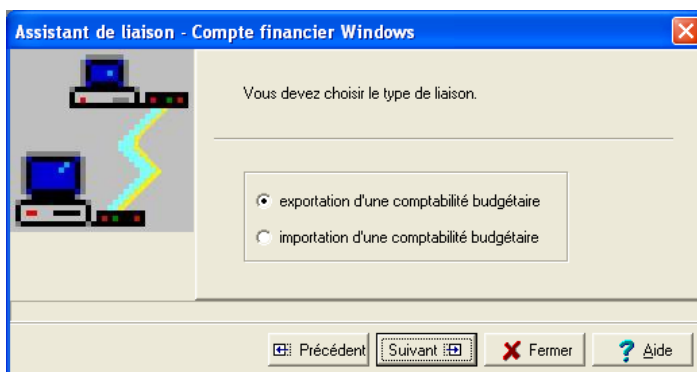 Assistant de liaison - Compte financier Windows
Vous devez choisir le type de liaison.
exportation d'une comptabilité budgétaire
importation d'une comptabilité budgétaire
Précédent Suivant Fermer Aide